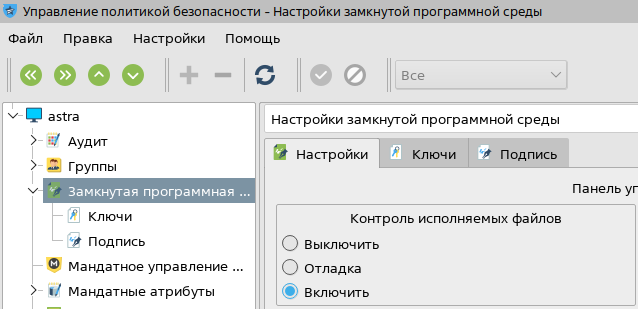 Управление политикой безопасности - Настройки замкнутой программной среды
Файл Правка Настройки Помощь
Все
astra
Аудит
Группы
Замкнутая программная ...
Ключи
Подпись
Мандатное управление ...
Мандатные атрибуты
Настройки замкнутой программной среды
Настройки Ключи Подпись
Панель уп
Контроль исполняемых файлов
Выключить
Отладка
Включить